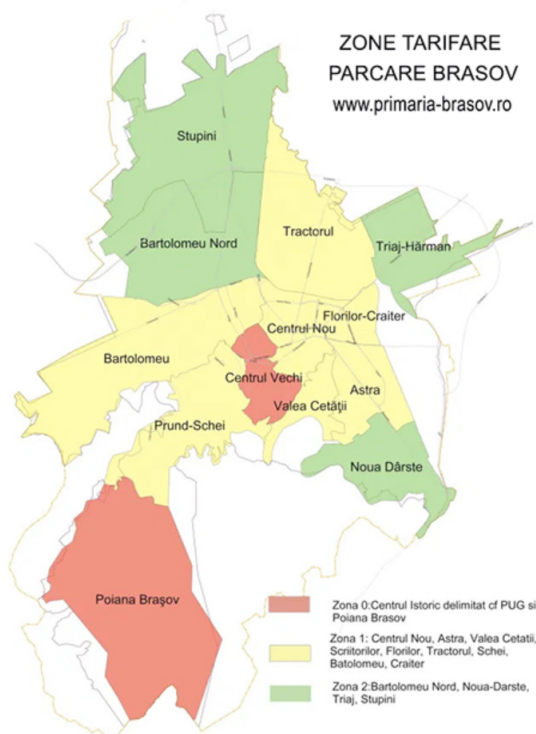 ZONE TARIFARE
PARCARE BRASOV
www.primaria-brasov.ro
Stupini
Tractorul
Bartolomeu Nord
Triaj-Hărman
Florilor-Craiter
Centrul Nou
Bartolomeu
Centrul Vechi
Astra
Valea Cetăţii
Prund-Schei
Noua Dârste
Poiana Braşov
Zona 0:Centrul Istoric delimitat cf PUG si
Poiana Brasov
Zona 1: Centrul Nou, Astra, Valea Cetatii,
Scriitorilor, Florilor, Tractorul, Schei,
Batolomeu, Craiter
Zona 2:Bartolomeu Nord, Noua-Darste,
Triaj, Stupini